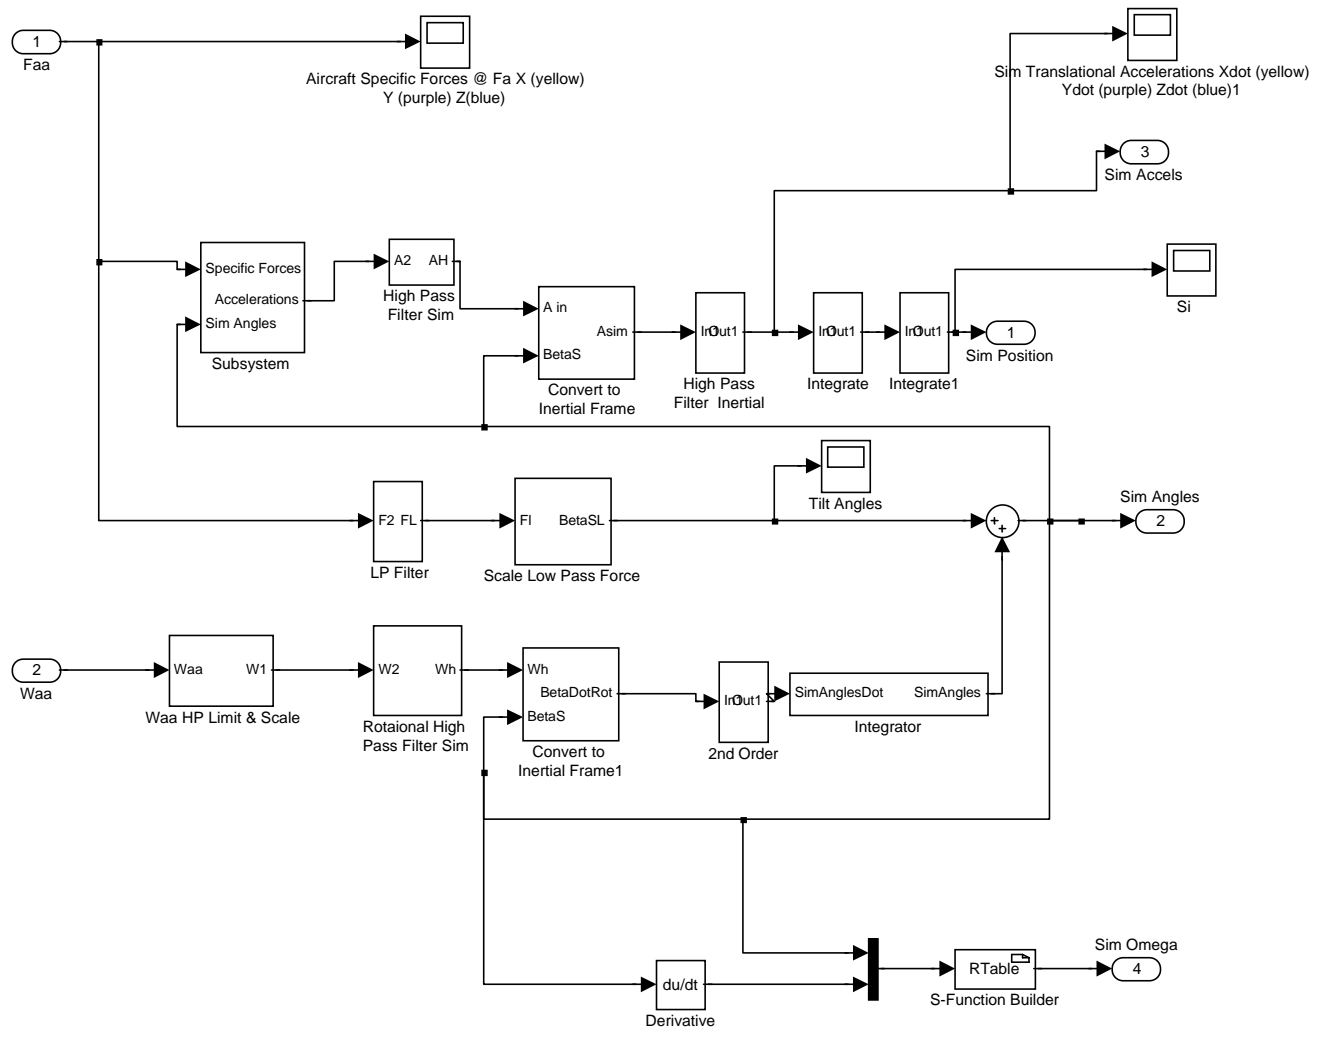 1
Faa
Aircraft Specific Forces @ Fa X (yellow)
Y (purple) Z(blue)
Sim Translational Accelerations Xdot (yellow)
Ydot (purple) Zdot (blue)1
3
Sim Accels
Specific Forces
Accelerations
Sim Angles
Subsystem
A2 AH
High Pass
Filter Sim
A in
Asim
BetaS
Convert to
Inertial Frame
In1 Out1
High Pass
Filter Inertial
In1 Out1
Integrate
In1 Out1
Integrate1
Si
1
Sim Position
F2 FL
LP Filter
Fl BetaSL
Scale Low Pass Force
Tilt Angles
+
+
Sim Angles
2
2
Waa
Waa W1
Waa HP Limit & Scale
W2 Wh
Rotaional High
Pass Filter Sim
Wh
BetaDotRot
BetaS
Convert to
Inertial Frame1
In1 Out1
2nd Order
SimAnglesDot SimAngles
Integrator
du/dt
Derivative
RTable
S-Function Builder
Sim Omega
4